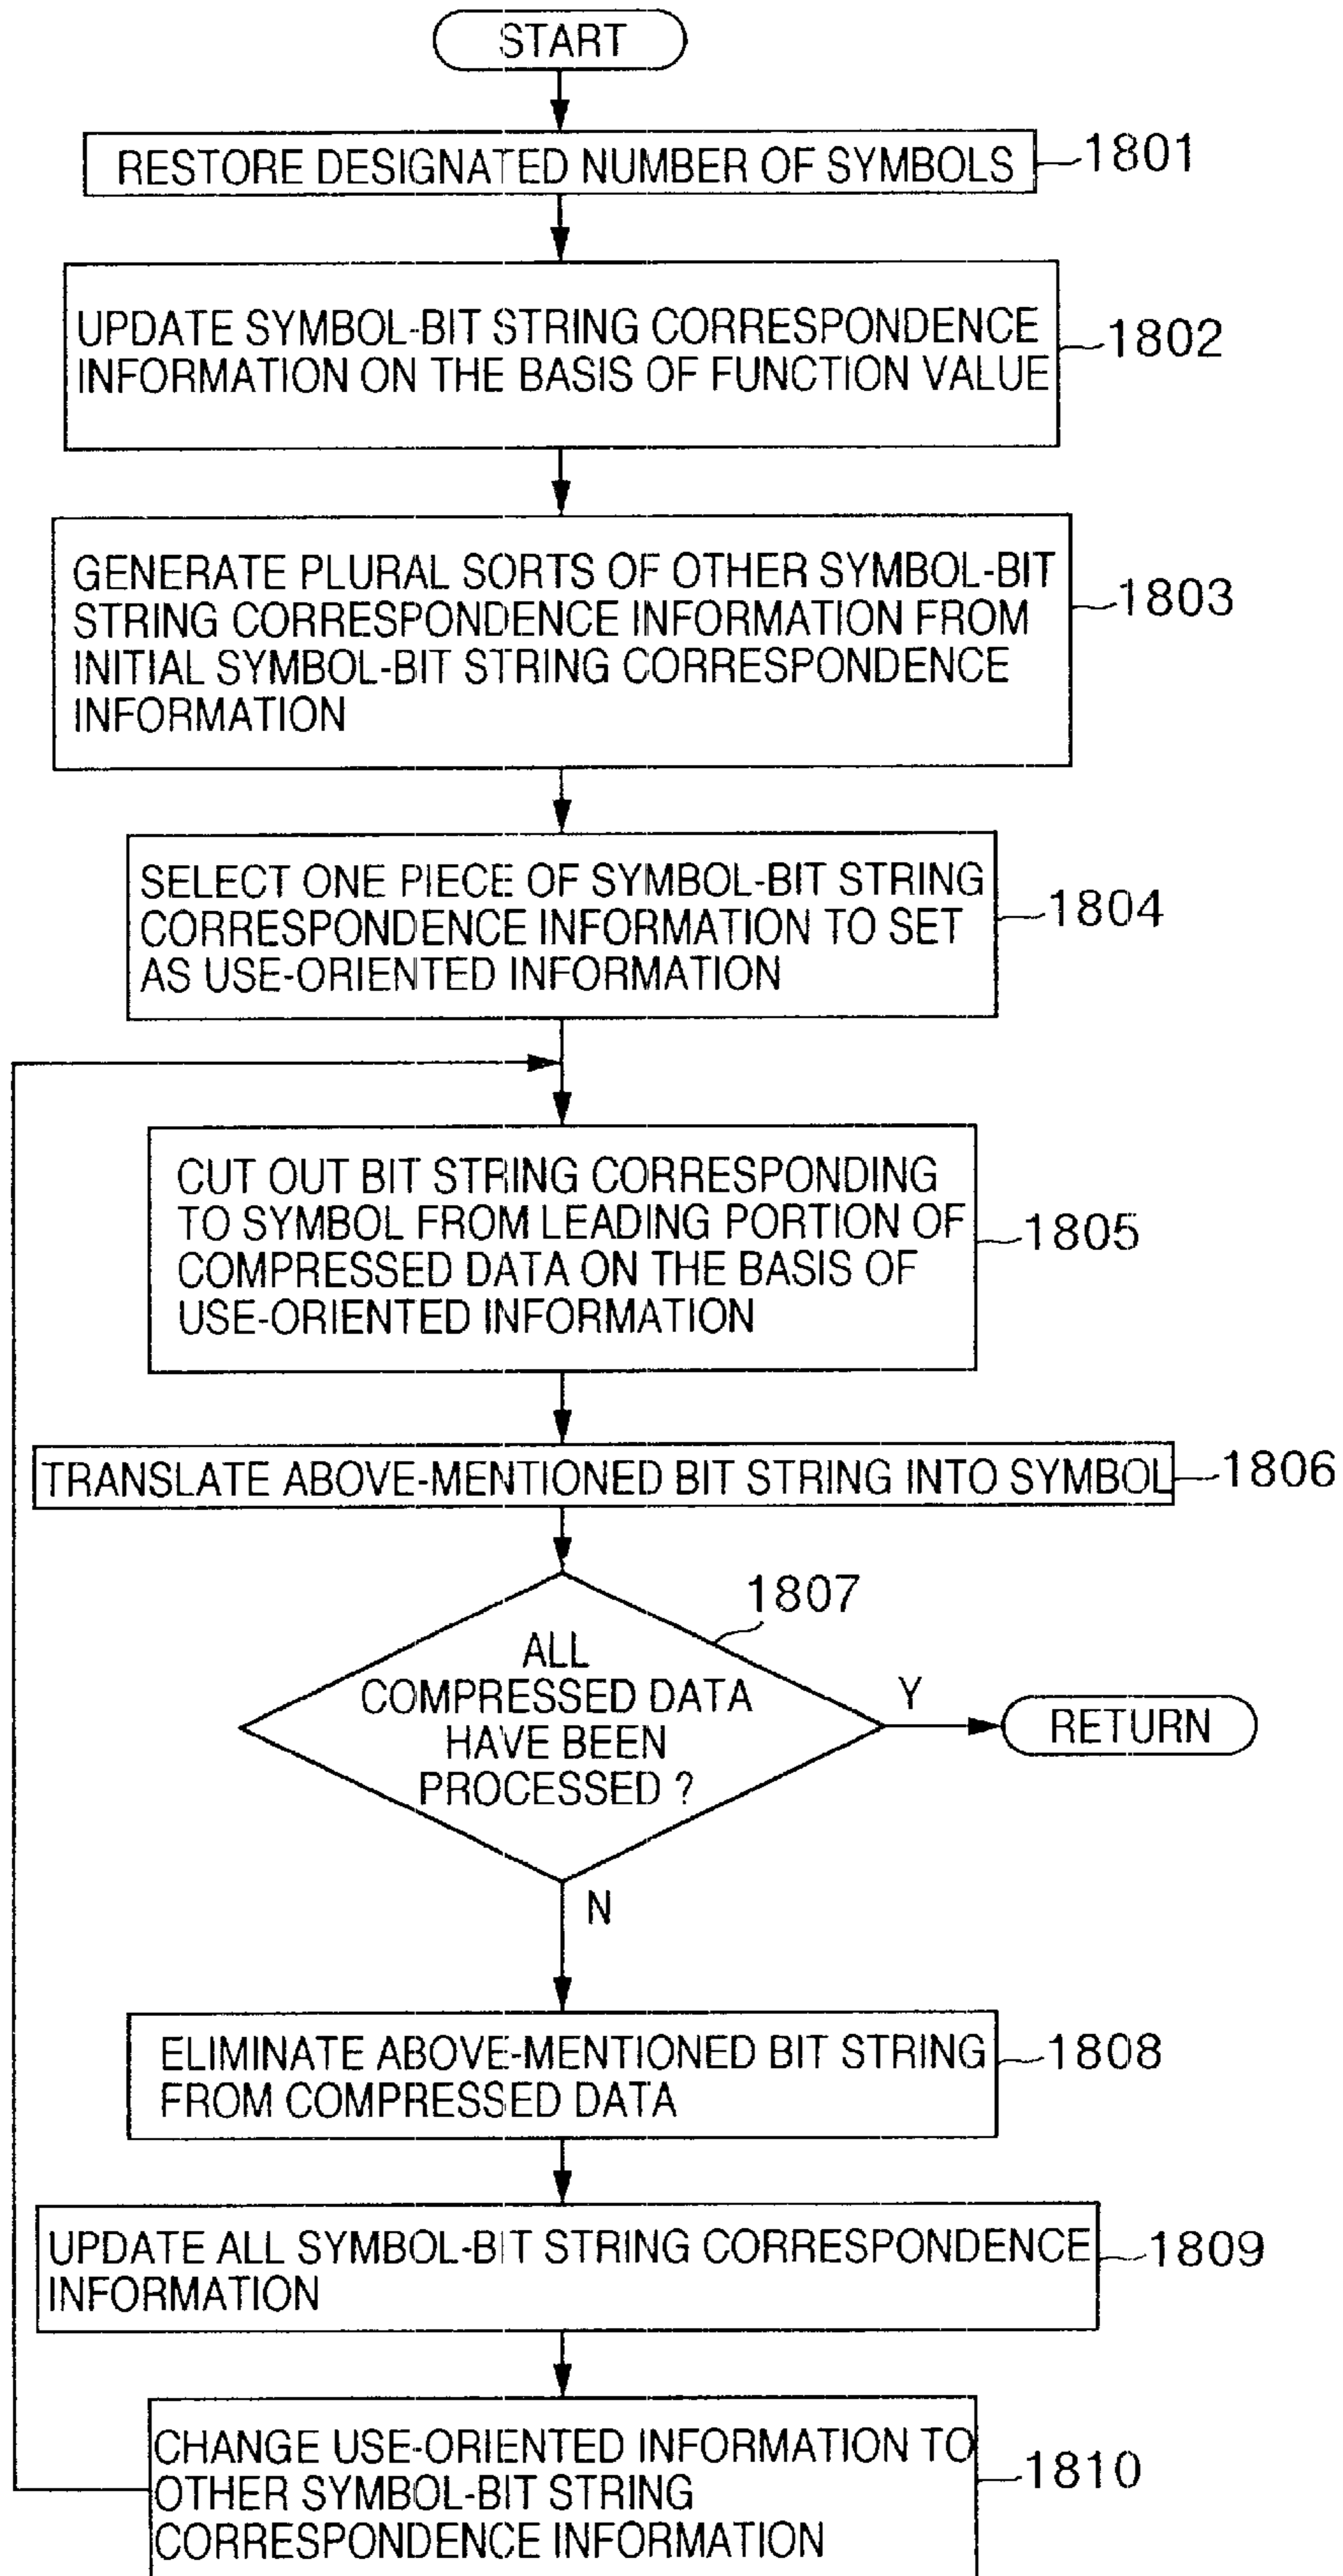 START
RESTORE DESIGNATED NUMBER OF SYMBOLS
1801
UPDATE SYMBOL-BIT STRING CORRESPONDENCE
INFORMATION ON THE BASIS OF FUNCTION VALUE
1802
GENERATE PLURAL SORTS OF OTHER SYMBOL-BIT
STRING CORRESPONDENCE INFORMATION FROM
INITIAL SYMBOL-BIT STRING CORRESPONDENCE
INFORMATION
1803
SELECT ONE PIECE OF SYMBOL-BIT STRING
CORRESPONDENCE INFORMATION TO SET
AS USE-ORIENTED INFORMATION
1804
CUT OUT BIT STRING CORRESPONDING
TO SYMBOL FROM LEADING PORTION OF
COMPRESSED DATA ON THE BASIS OF
USE-ORIENTED INFORMATION
1805
TRANSLATE ABOVE-MENTIONED BIT STRING INTO SYMBOL
1806
1807
ALL
COMPRESSED DATA
HAVE BEEN
PROCESSED ?
Y
RETURN
N
ELIMINATE ABOVE-MENTIONED BIT STRING
FROM COMPRESSED DATA
1808
UPDATE ALL SYMBOL-BIT STRING CORRESPONDENCE
INFORMATION
1809
CHANGE USE-ORIENTED INFORMATION TO
OTHER SYMBOL-BIT STRING
CORRESPONDENCE INFORMATION
1810